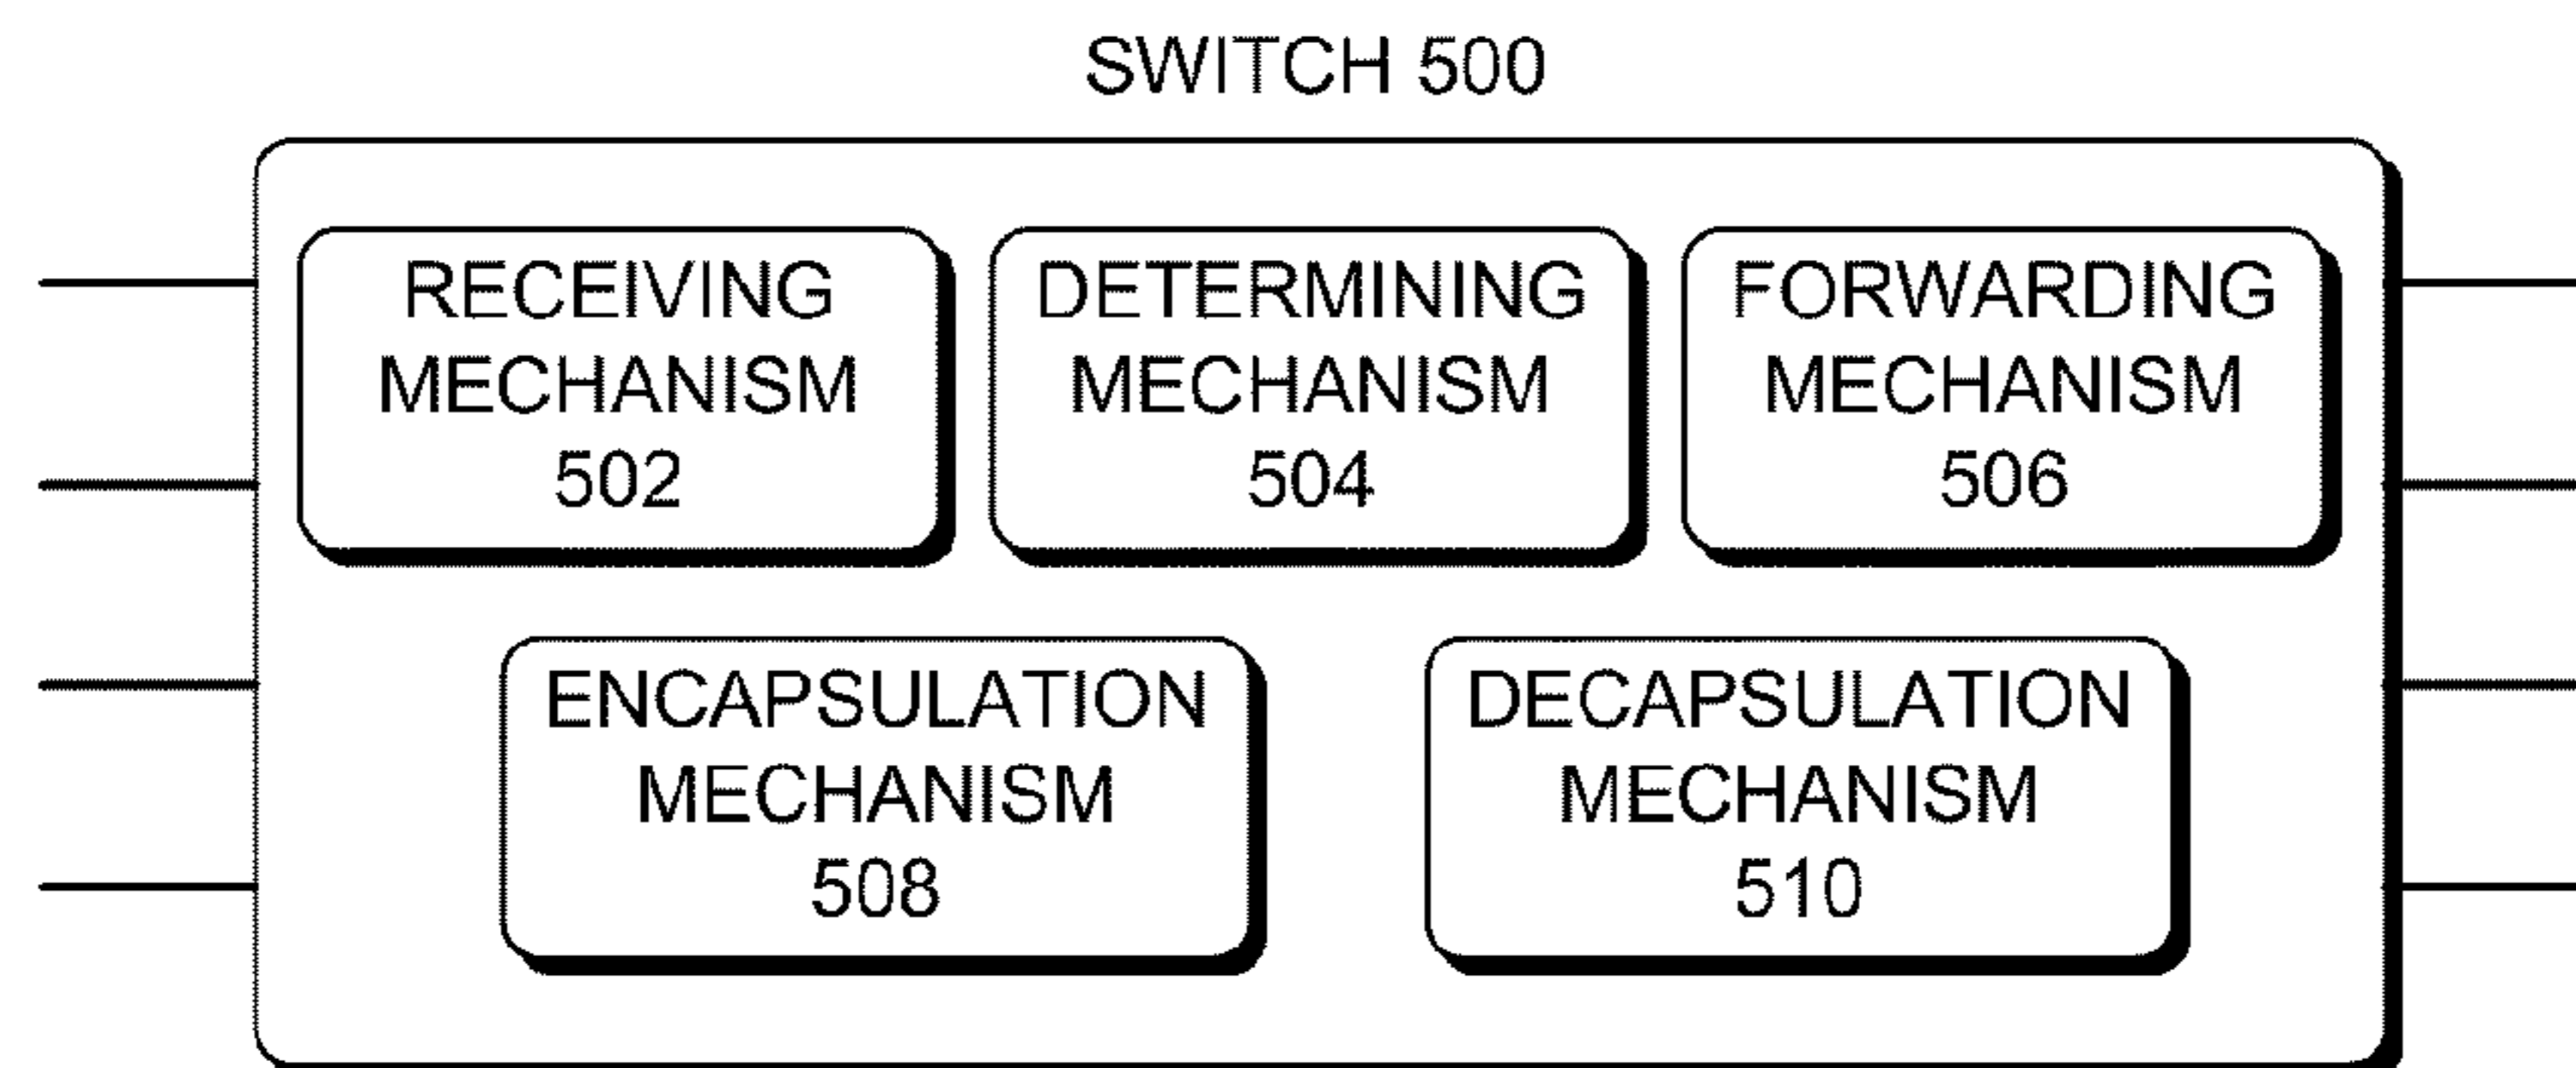 SWITCH 500
RECEIVING
MECHANISM
502
DETERMINING
MECHANISM
504
FORWARDING
MECHANISM
506
ENCAPSULATION
MECHANISM
508
DECAPSULATION
MECHANISM
510